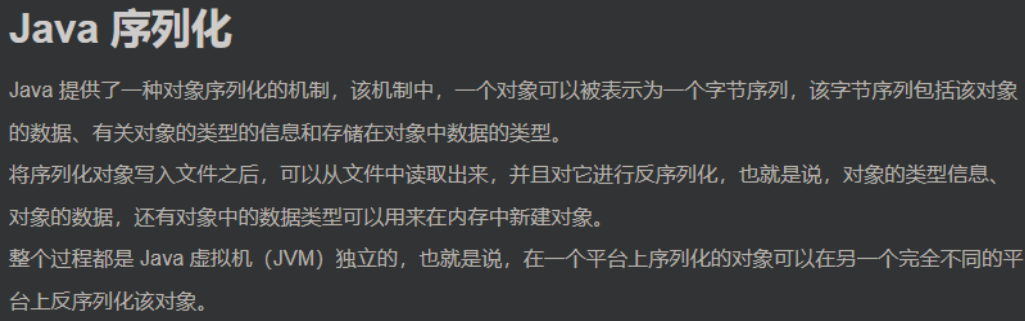 Java 序列化
Java 提供了一种对象序列化的机制，该机制中，一个对象可以被表示为一个字节序列，该字节序列包括该对象
的数据、有关对象的类型的信息和存储在对象中数据的类型。
将序列化对象写入文件之后，可以从文件中读取出来，并且对它进行反序列化，也就是说，对象的类型信息、
对象的数据，还有对象中的数据类型可以用来在内存中新建对象。
整个过程都是 Java 虚拟机（JVM）独立的，也就是说，在一个平台上序列化的对象可以在另一个完全不同的平
台上反序列化该对象。